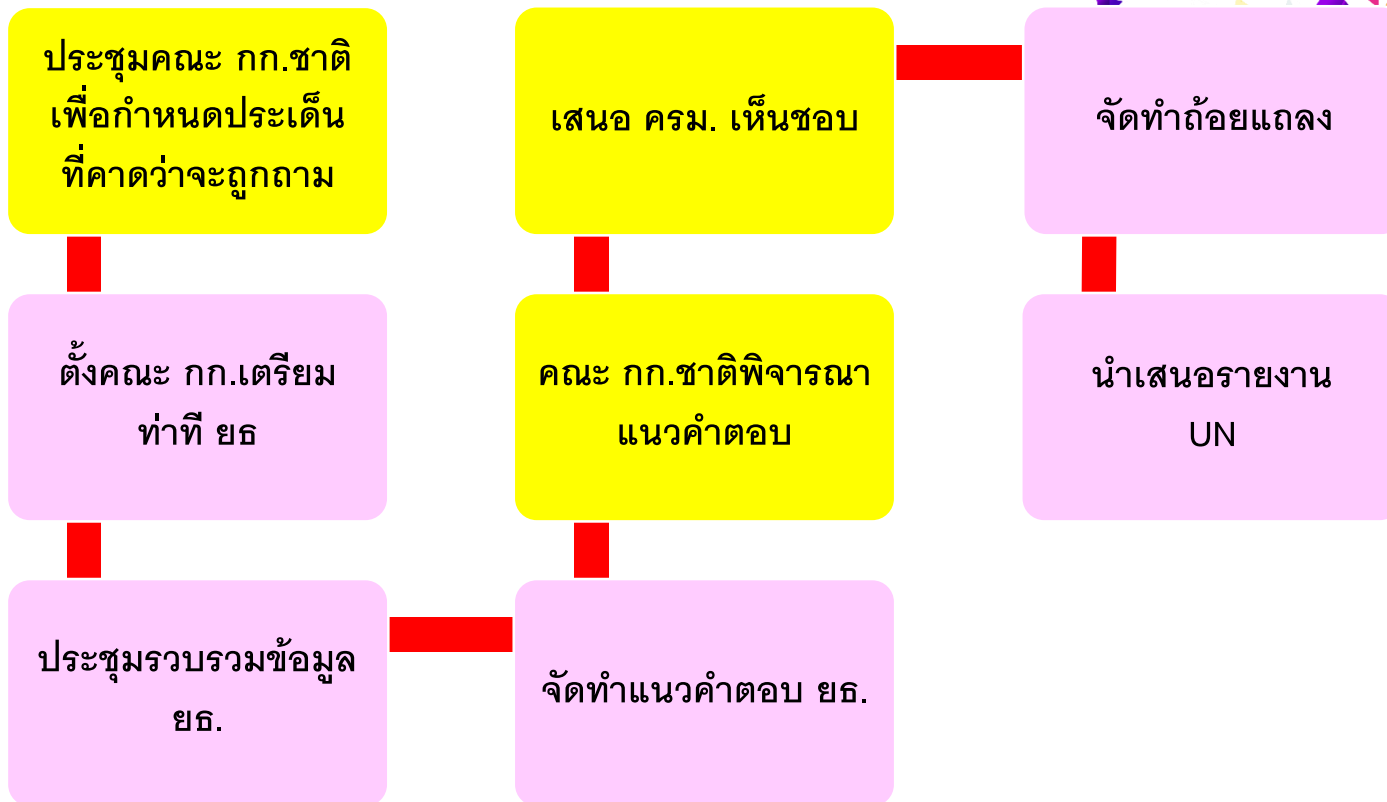 ประชุมคณะ กก.ชาติ
เพื่อกำหนดประเด็น
ที่คาดว่าจะถูกถาม
ตั้งคณะ กก.เตรียม
ท่าที ยธ
ประชุมรวบรวมข้อมูล
ยธ.
จัดทำแนวคำตอบ ยธ.
คณะ กก.ชาติพิจารณา
แนวคำตอบ
เสนอ ครม. เห็นชอบ
จัดทำถ้อยแถลง
นำเสนอรายงาน
UN